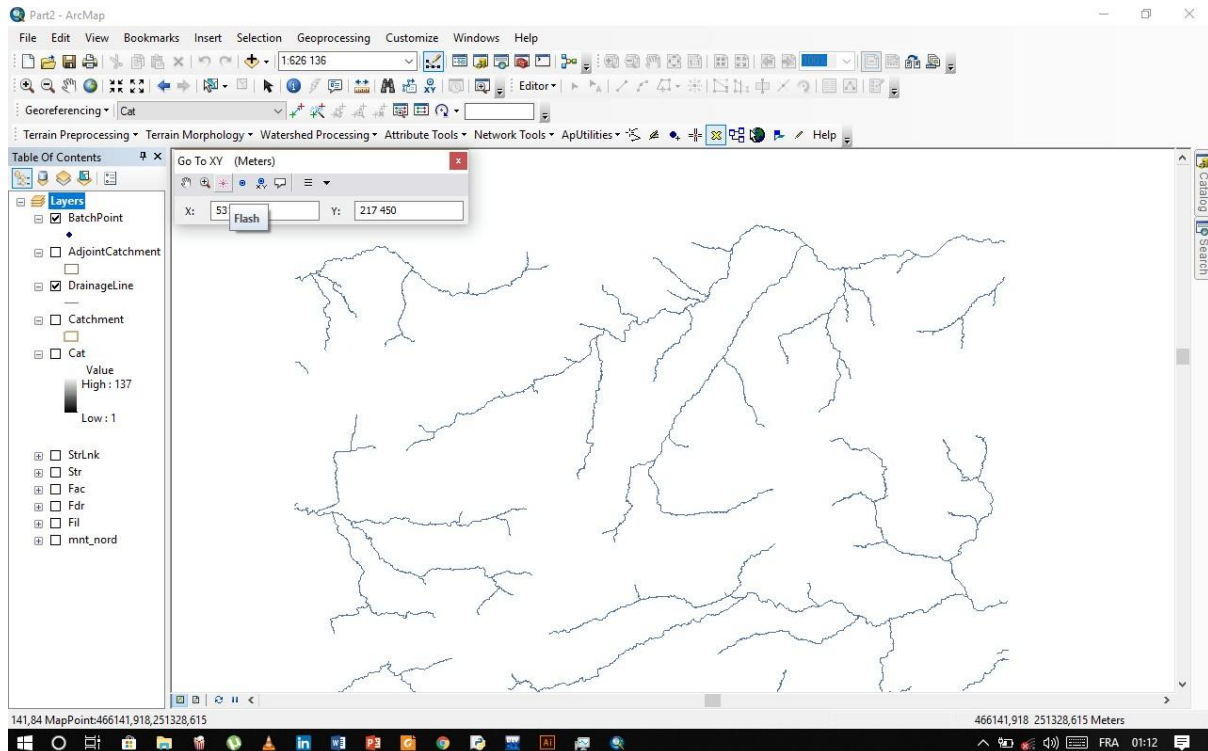 Part2 - ArcMap
File Edit View Bookmarks Insert Selection Geoprocessing Customize Windows Help
1:626 136
100%
Editor
Georeferencing Cat
Terrain Preprocessing Terrain Morphology Watershed Processing Attribute Tools Network Tools ApUtilities Help
Table Of Contents
Layers
BatchPoint
AdjointCatchment
DrainageLine
Catchment
Cat
Value
High : 137
Low : 1
StrLnk
Str
Fac
Fdr
Fil
mnt_nord
Go To XY (Meters)
X: 53 Y: 217 450
Flash
Catalog
Search
141,84 MapPoint:466141,918,251328,615
466141,918 251328,615 Meters
FRA 01:12